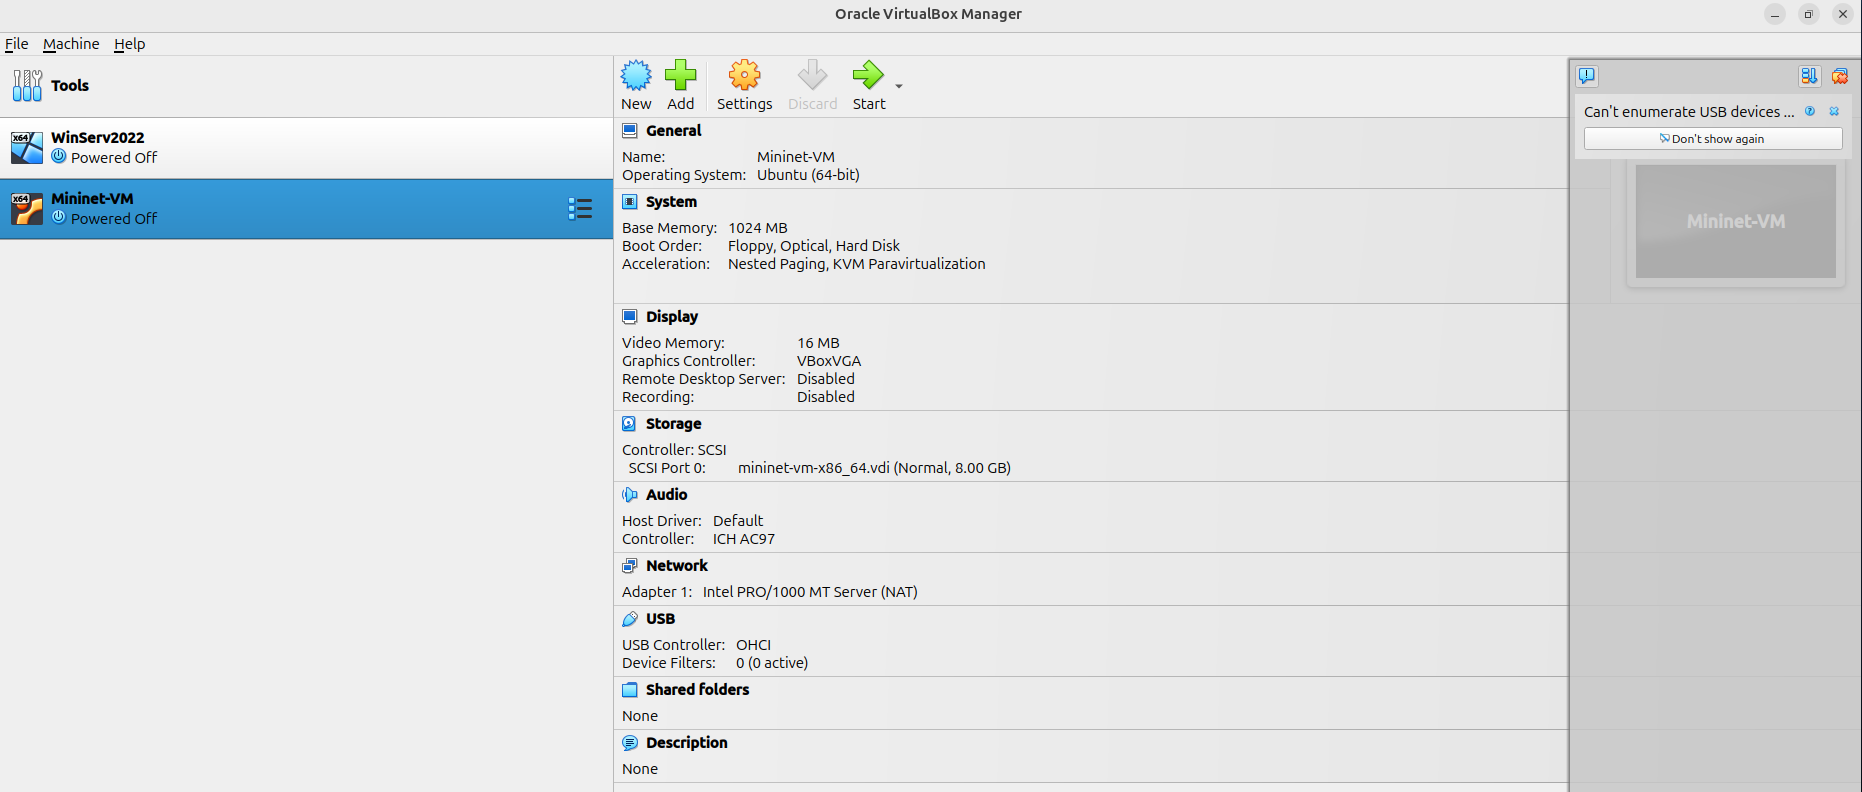 Oracle VirtualBox Manager
File Machine Help
Tools
New Add Settings Discard Start
x64
WinServ2022
Powered Off
x64
Mininet-VM
Powered Off
General
Name: Mininet-VM
Operating System: Ubuntu (64-bit)
System
Base Memory: 1024 MB
Boot Order: Floppy, Optical, Hard Disk
Acceleration: Nested Paging, KVM Paravirtualization
Display
Video Memory: 16 MB
Graphics Controller: VBoxVGA
Remote Desktop Server: Disabled
Recording: Disabled
Storage
Controller: SCSI
SCSI Port 0: mininet-vm-x86_64.vdi (Normal, 8.00 GB)
Audio
Host Driver: Default
Controller: ICH AC97
Network
Adapter 1: Intel PRO/1000 MT Server (NAT)
USB
USB Controller: OHCI
Device Filters: 0 (0 active)
Shared folders
None
Description
None
Can't enumerate USB devices ...
Don't show again
Mininet-VM